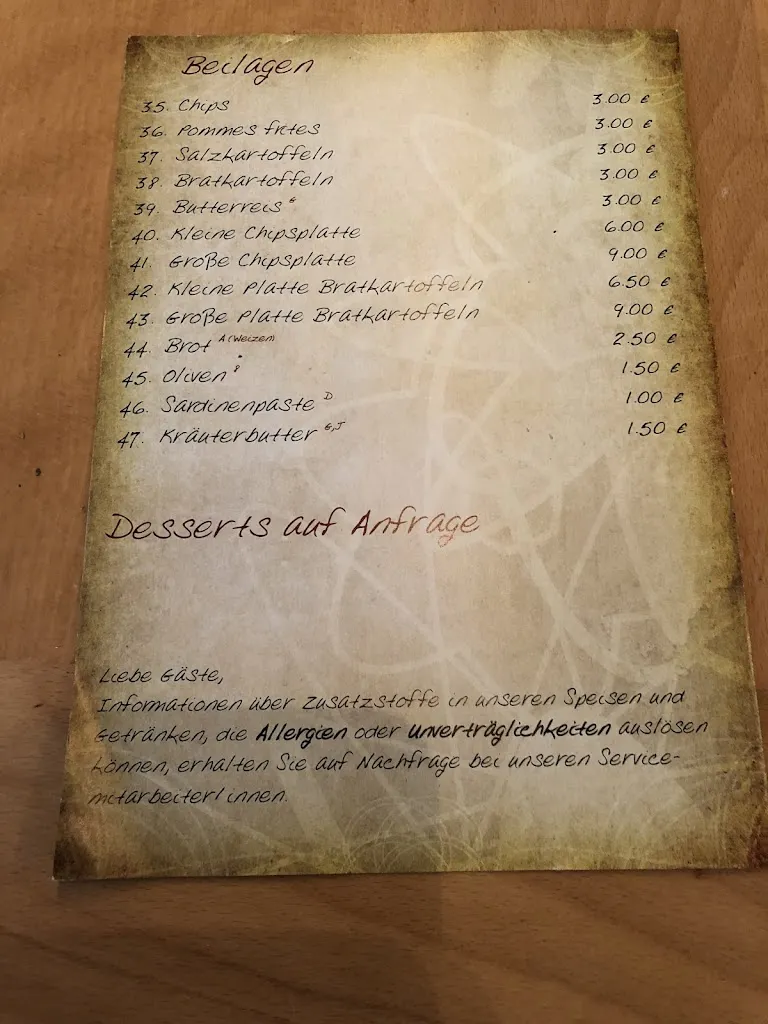 Beilagen
35. Chips 3.00 €
36. Pommes frites 3.00 €
37. Salzkartoffeln 3.00 €
38. Bratkartoffeln 3.00 €
39. Butterreis G 3.00 €
40. Kleine Chipsplatte 6.00 €
41. Große Chipsplatte 9.00 €
42. Kleine Platte Bratkartoffeln 6.50 €
43. Große Platte Bratkartoffeln 9.00 €
44. Brot A (Weizen) 2.50 €
45. Oliven 1.50 €
46. Sardinenpaste D 1.00 €
47. Kräuterbutter G,J 1.50 €
Desserts auf Anfrage
Liebe Gäste,
Informationen über Zusatzstoffe in unseren Speisen und
Getränken, die Allergien oder Unverträglichkeiten auslösen
können, erhalten Sie auf Nachfrage bei unseren Service-
mitarbeiter/innen.